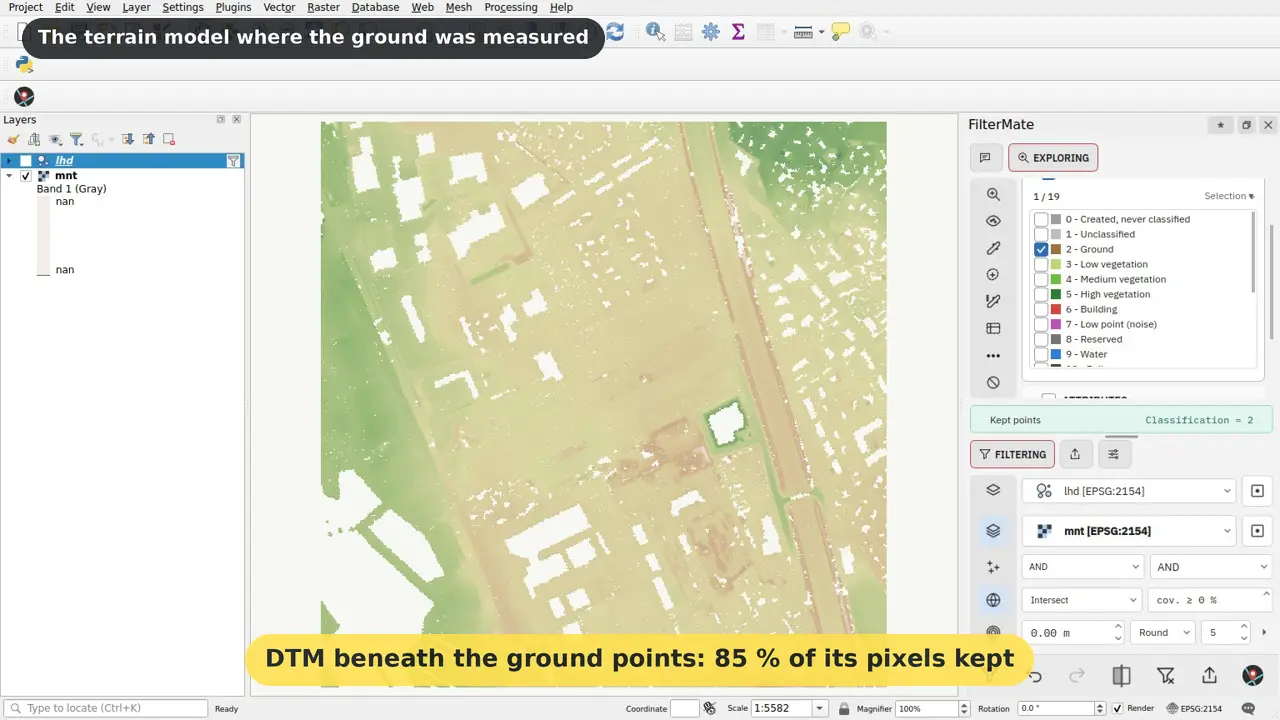 Project Edit View Layer Settings Plugins Vector Raster Database Web Mesh Processing Help
The terrain model where the ground was measured
Layers
lhd
mnt
Band 1 (Gray)
nan
nan
FilterMate
EXPLORING
1 / 19
Selection
0 - Created, never classified
1 - Unclassified
2 - Ground
3 - Low vegetation
4 - Medium vegetation
5 - High vegetation
6 - Building
7 - Low point (noise)
8 - Reserved
9 - Water
Kept points Classification = 2
FILTERING
lhd [EPSG:2154]
mnt [EPSG:2154]
AND AND
Intersect cov. ≥ 0 %
0.00 m Round 5
DTM beneath the ground points: 85 % of its pixels kept
Type to locate (Ctrl+K) Ready Coordinate Scale 1:5582 Magnifier 100% Rotation 0.0 ° Render EPSG:2154